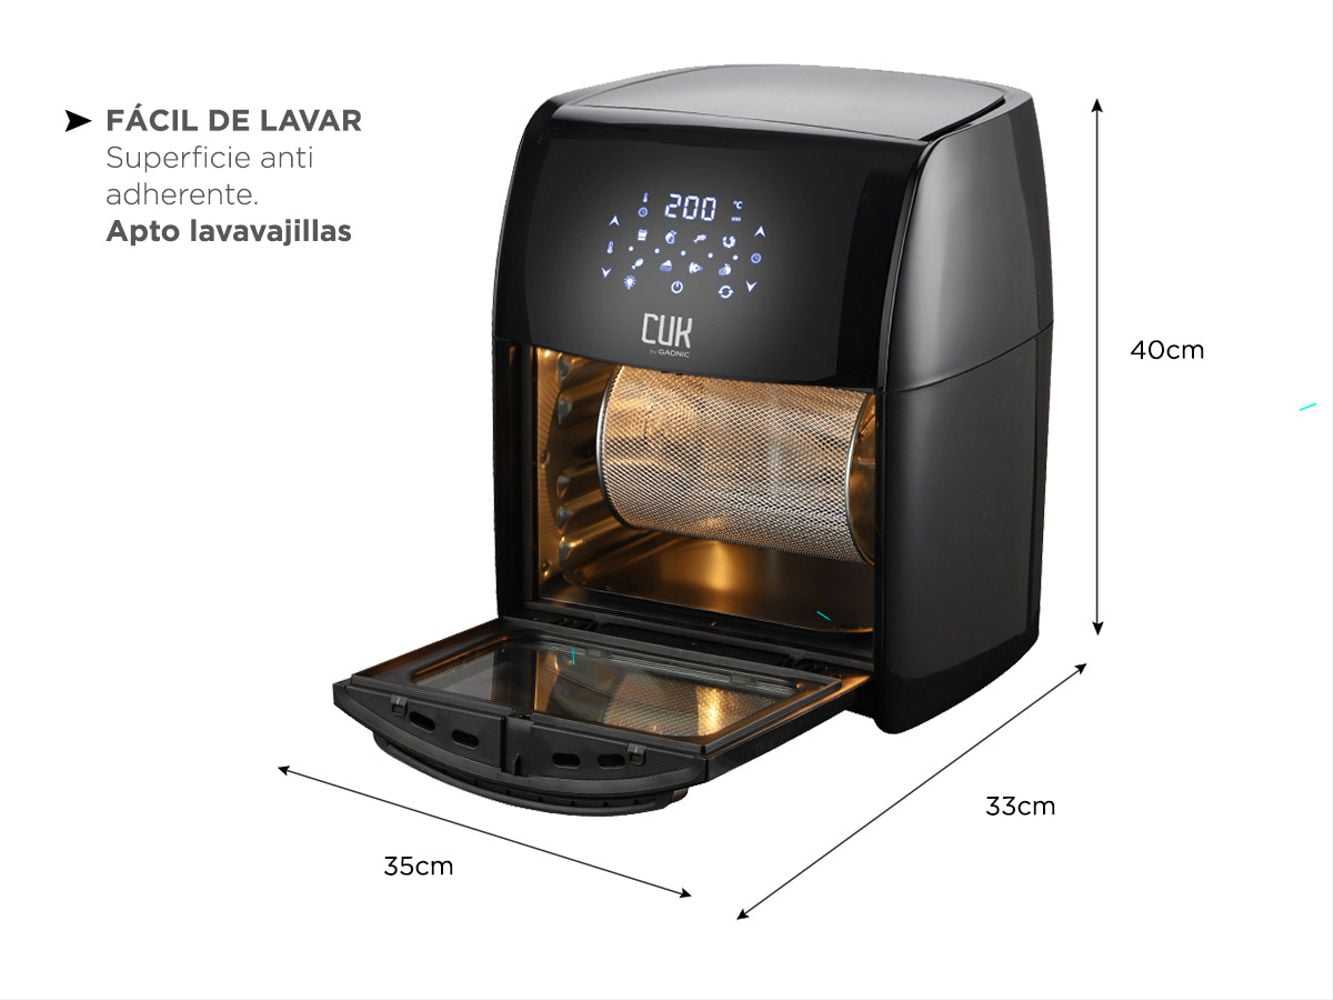 FÁCIL DE LAVAR
Superficie anti
adherente.
Apto lavavajillas
200
°C
CUK
BY GADNIC
40cm
33cm
35cm